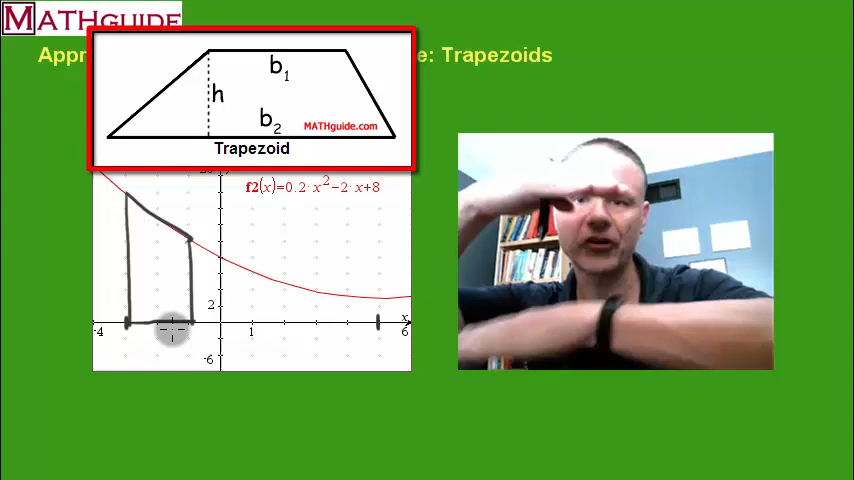 MATHGUIDE
Appr
e: Trapezoids
b1
h
b2
MATHguide.com
Trapezoid
f2(x)=0.2· x²−2· x+8
2
x
-4
1
6
-6